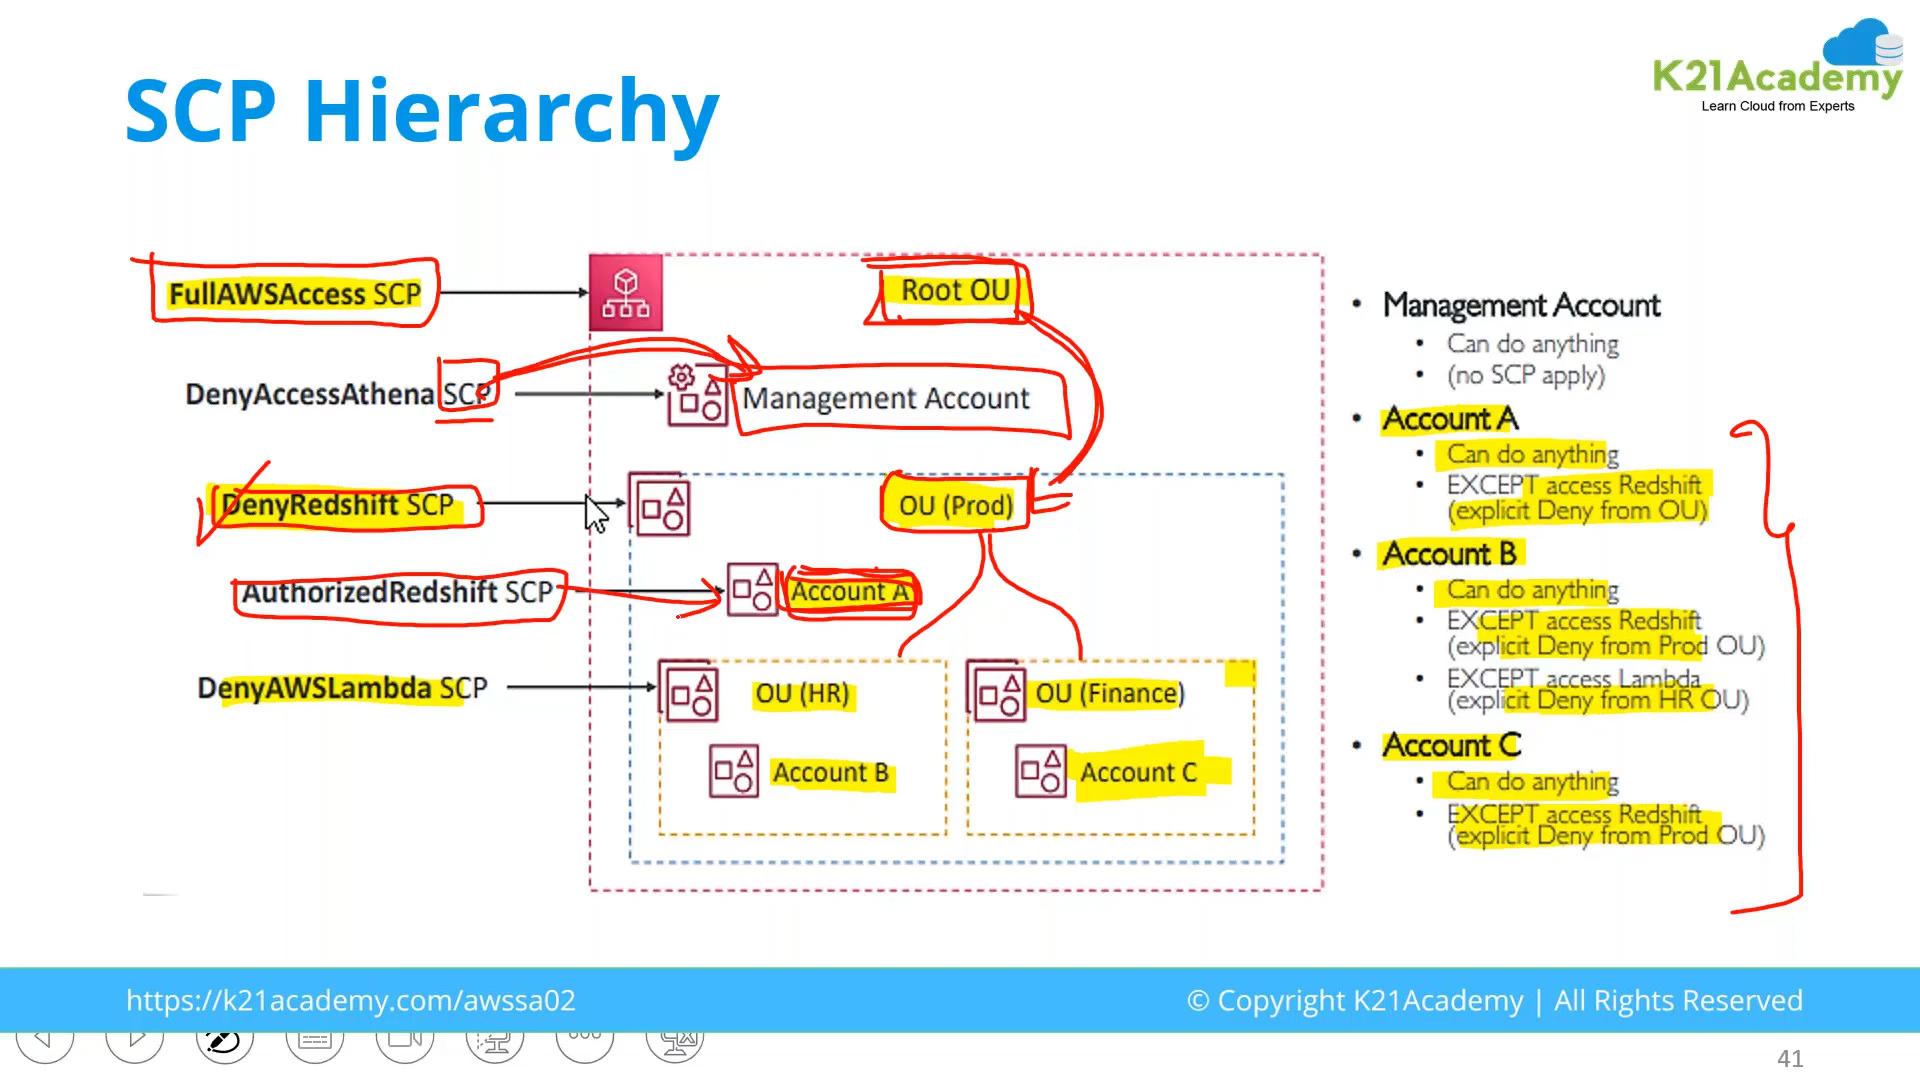 K21Academy
Learn Cloud from Experts
SCP Hierarchy
FullAWSAccess SCP
Root OU
DenyAccessAthena SCP
Management Account
DenyRedshift SCP
OU (Prod)
AuthorizedRedshift SCP
Account A
DenyAWSLambda SCP
OU (HR)
OU (Finance)
Account B
Account C
• Management Account
• Can do anything
• (no SCP apply)
• Account A
• Can do anything
• EXCEPT access Redshift
(explicit Deny from OU)
• Account B
• Can do anything
• EXCEPT access Redshift
(explicit Deny from Prod OU)
• EXCEPT access Lambda
(explicit Deny from HR OU)
• Account C
• Can do anything
• EXCEPT access Redshift
(explicit Deny from Prod OU)
https://k21academy.com/awssa02
© Copyright K21Academy | All Rights Reserved
41